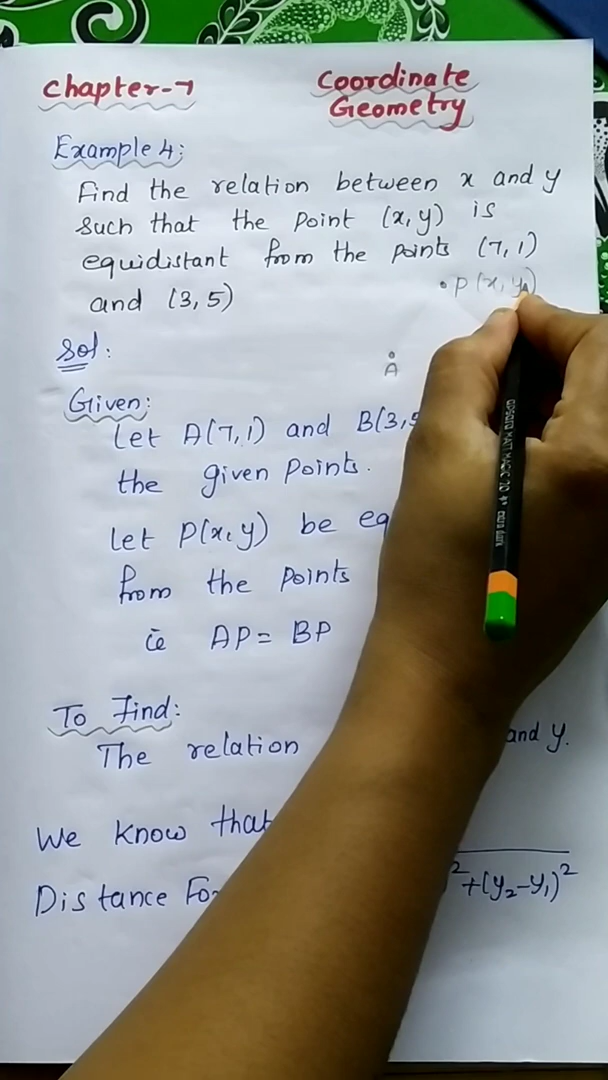 Chapter-7 Coordinate Geometry
Example 4:
Find the relation between x and y
such that the point (x, y) is
equidistant from the points (7, 1)
and (3, 5)
P(x, y)
Sol:
A
Given:
Let A(7, 1) and B(3, 5
the given points.
Let P(x, y) be eq
from the points
ie AP = BP
To Find:
The relation and y.
We know that
Distance Fo 2 + (y₂-y₁)²